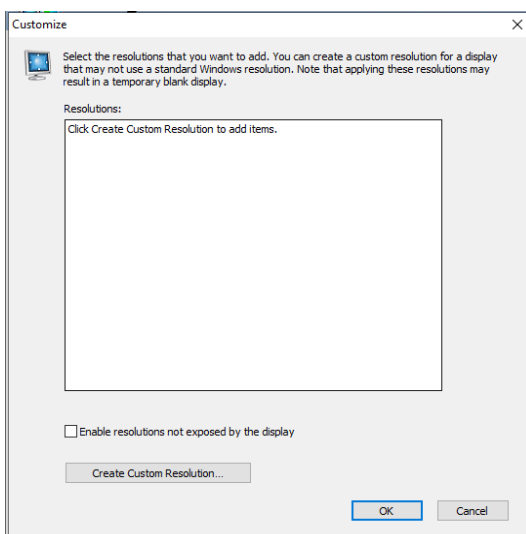 Customize
Select the resolutions that you want to add. You can create a custom resolution for a display
that may not use a standard Windows resolution. Note that applying these resolutions may
result in a temporary blank display.
Resolutions:
Click Create Custom Resolution to add items.
Enable resolutions not exposed by the display
Create Custom Resolution...
OK
Cancel